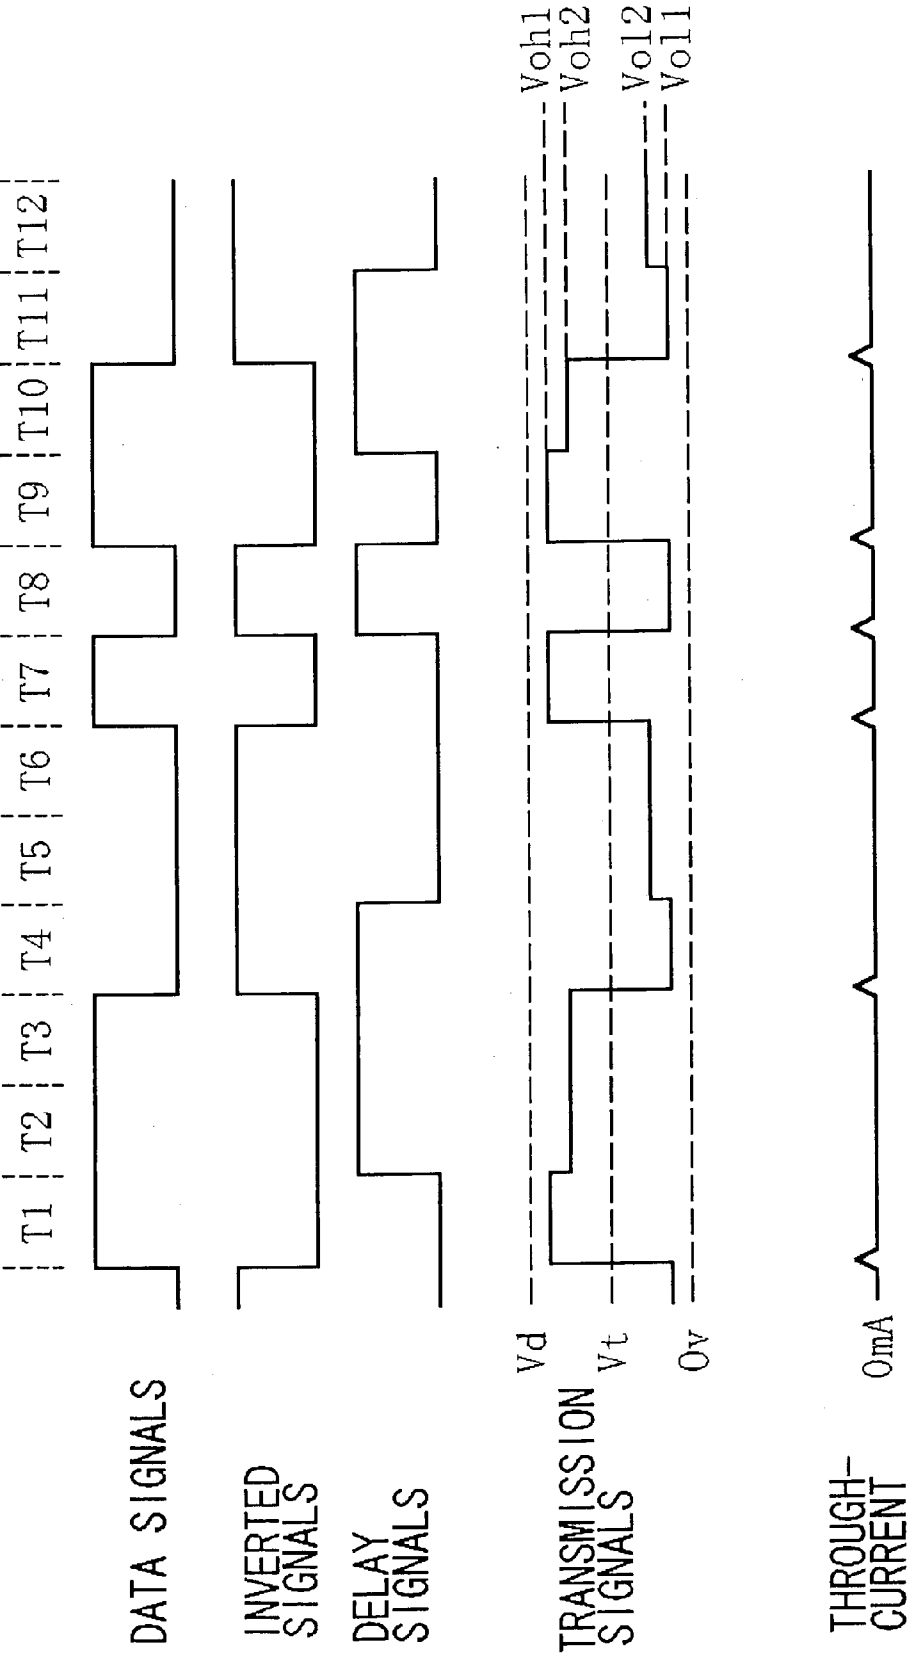 T1 T2 T3 T4 T5 T6 T7 T8 T9 T10 T11 T12
DATA SIGNALS
INVERTED
SIGNALS
DELAY
SIGNALS
TRANSMISSION
SIGNALS
Vd
Vt
0v
Voh1
Voh2
Vol2
Vol1
THROUGH-
CURRENT
0mA